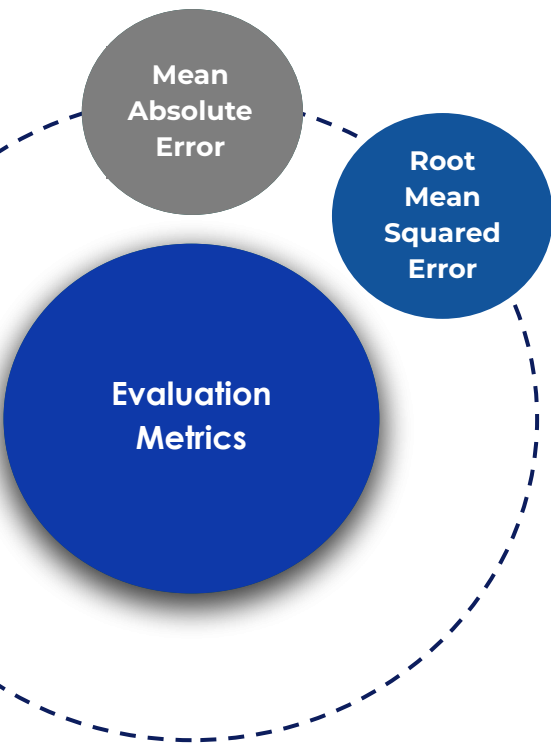 Mean
Absolute
Error
Root
Mean
Squared
Error
Evaluation
Metrics